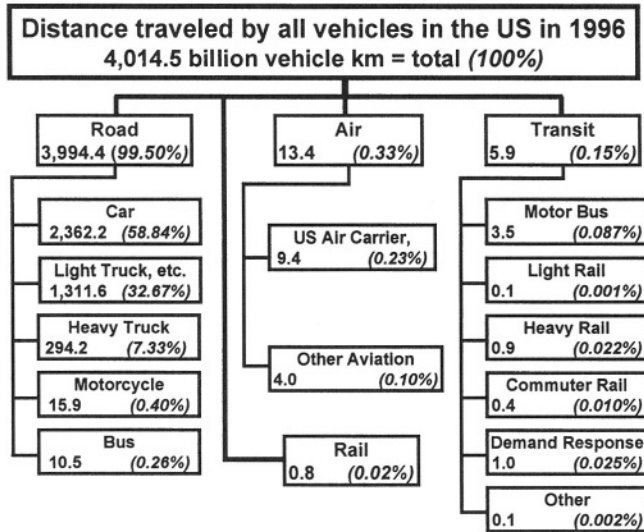 Distance traveled by all vehicles in the US in 1996
4,014.5 billion vehicle km = total (100%)
Road
3,994.4 (99.50%)
Car
2,362.2 (58.84%)
Light Truck, etc.
1,311.6 (32.67%)
Heavy Truck
294.2 (7.33%)
Motorcycle
15.9 (0.40%)
Bus
10.5 (0.26%)
Air
13.4 (0.33%)
US Air Carrier,
9.4 (0.23%)
Other Aviation
4.0 (0.10%)
Rail
0.8 (0.02%)
Transit
5.9 (0.15%)
Motor Bus
3.5 (0.087%)
Light Rail
0.1 (0.001%)
Heavy Rail
0.9 (0.022%)
Commuter Rail
0.4 (0.010%)
Demand Response
1.0 (0.025%)
Other
0.1 (0.002%)